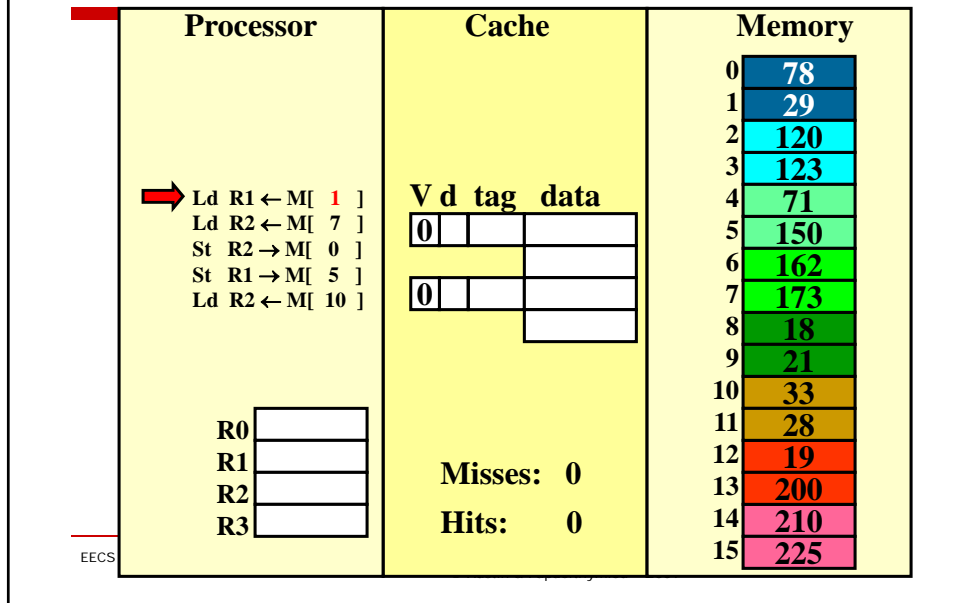 Processor
Ld R1 ← M[ 1 ]
Ld R2 ← M[ 7 ]
St R2 → M[ 0 ]
St R1 → M[ 5 ]
Ld R2 ← M[ 10 ]
R0
R1
R2
R3
EECS
Cache
V d tag data
0
0
Misses: 0
Hits: 0
Memory
0 78
1 29
2 120
3 123
4 71
5 150
6 162
7 173
8 18
9 21
10 33
11 28
12 19
13 200
14 210
15 225